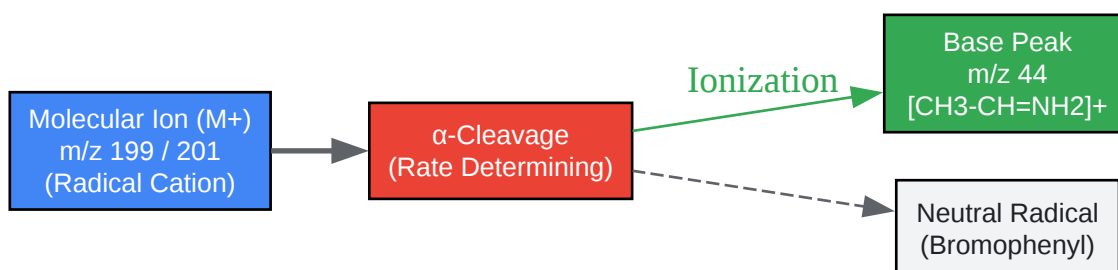 Molecular Ion (M+)
m/z 199 / 201
(Radical Cation)
α-Cleavage
(Rate Determining)
Ionization
Base Peak
m/z 44
[CH3-CH=NH2]+
Neutral Radical
(Bromophenyl)